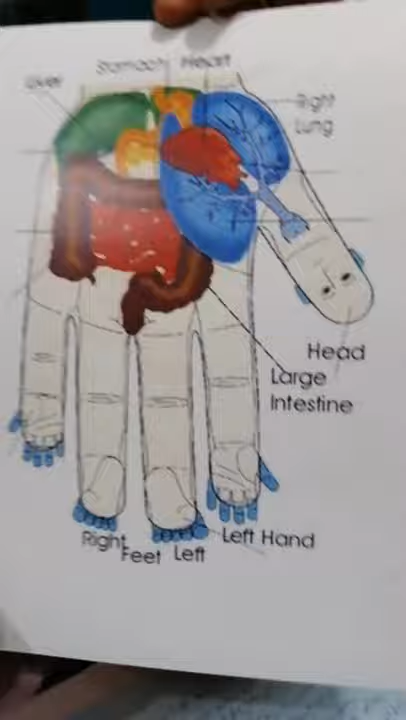 Liver
Stomach
Heart
Right
Lung
Head
Large
Intestine
Right
Feet
Left
Left Hand